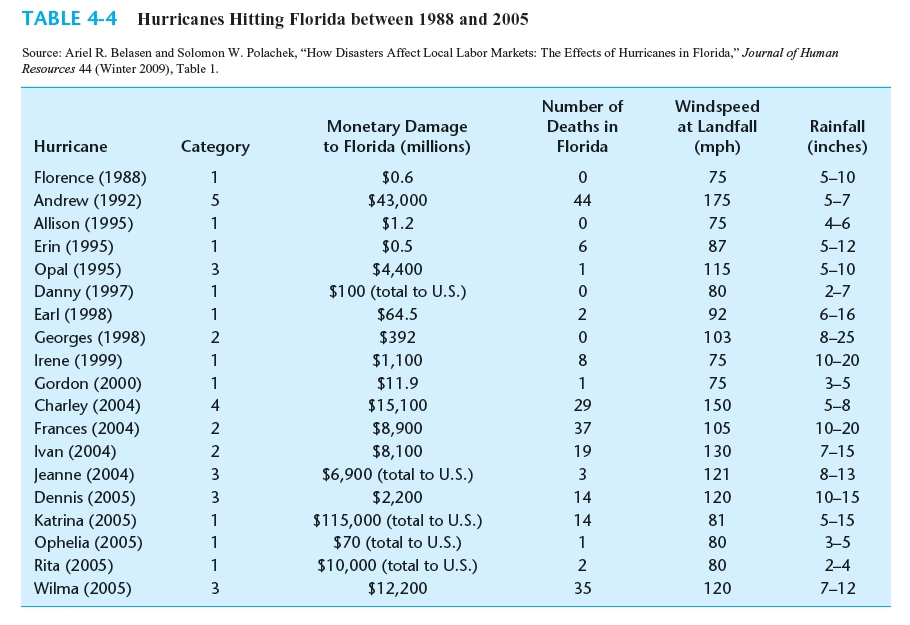 TABLE 4-4 Hurricanes Hitting Florida between 1988 and 2005
Source: Ariel R. Belasen and Solomon W. Polachek, “How Disasters Affect Local Labor Markets: The Effects of Hurricanes in Florida,” Journal of Human
Resources 44 (Winter 2009), Table 1.
Number of Windspeed
Monetary Damage Deaths in at Landfall Rainfall
Hurricane Category to Florida (millions) Florida (mph) (inches)
Florence (1988) 1 $0.6 0 75 5–10
Andrew (1992) 5 $43,000 44 175 5–7
Allison (1995) 1 $1.2 0 75 4–6
Erin (1995) 1 $0.5 6 87 5–12
Opal (1995) 3 $4,400 1 115 5–10
Danny (1997) 1 $100 (total to U.S.) 0 80 2–7
Earl (1998) 1 $64.5 2 92 6–16
Georges (1998) 2 $392 0 103 8–25
Irene (1999) 1 $1,100 8 75 10–20
Gordon (2000) 1 $11.9 1 75 3–5
Charley (2004) 4 $15,100 29 150 5–8
Frances (2004) 2 $8,900 37 105 10–20
Ivan (2004) 2 $8,100 19 130 7–15
Jeanne (2004) 3 $6,900 (total to U.S.) 3 121 8–13
Dennis (2005) 3 $2,200 14 120 10–15
Katrina (2005) 1 $115,000 (total to U.S.) 14 81 5–15
Ophelia (2005) 1 $70 (total to U.S.) 1 80 3–5
Rita (2005) 1 $10,000 (total to U.S.) 2 80 2–4
Wilma (2005) 3 $12,200 35 120 7–12